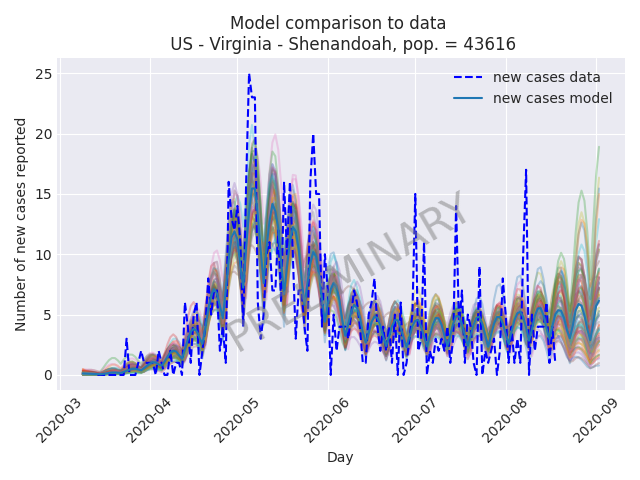 Model comparison to data
US - Virginia - Shenandoah, pop. = 43616
Number of new cases reported
25
20
15
10
5
0
new cases data
new cases model
PRELIMINARY
2020-03
2020-04
2020-05
2020-06
2020-07
2020-08
2020-09
Day